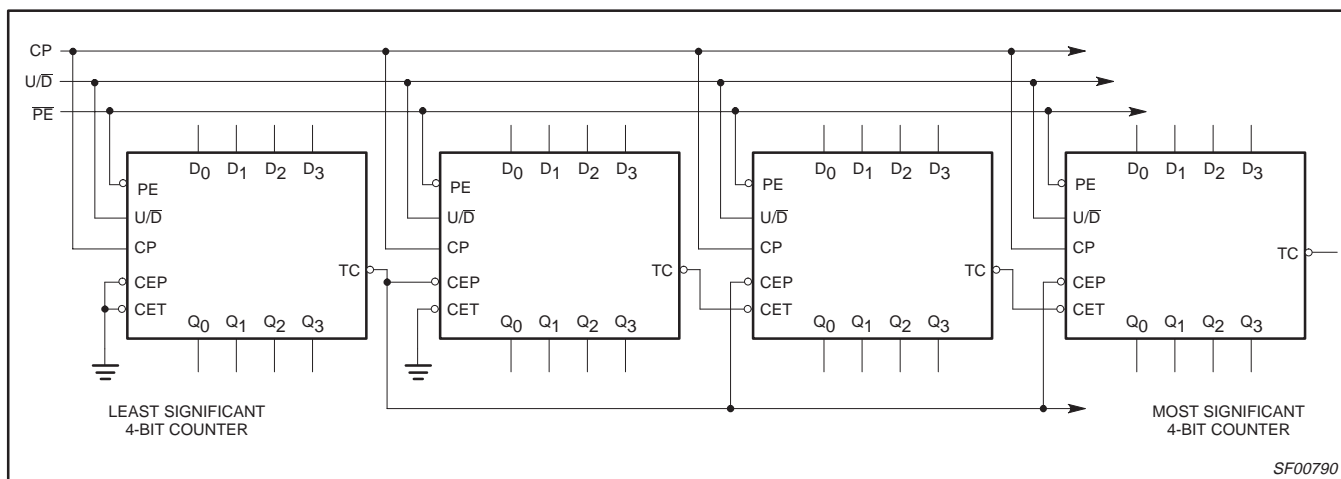 CP
U/D̅
P̅E̅
D0 D1 D2 D3
PE
U/D̅
CP
TC
CEP
CET
Q0 Q1 Q2 Q3
D0 D1 D2 D3
PE
U/D̅
CP
TC
CEP
CET
Q0 Q1 Q2 Q3
D0 D1 D2 D3
PE
U/D̅
CP
TC
CEP
CET
Q0 Q1 Q2 Q3
D0 D1 D2 D3
PE
U/D̅
CP
TC
CEP
CET
Q0 Q1 Q2 Q3
LEAST SIGNIFICANT
4-BIT COUNTER
MOST SIGNIFICANT
4-BIT COUNTER
SF00790